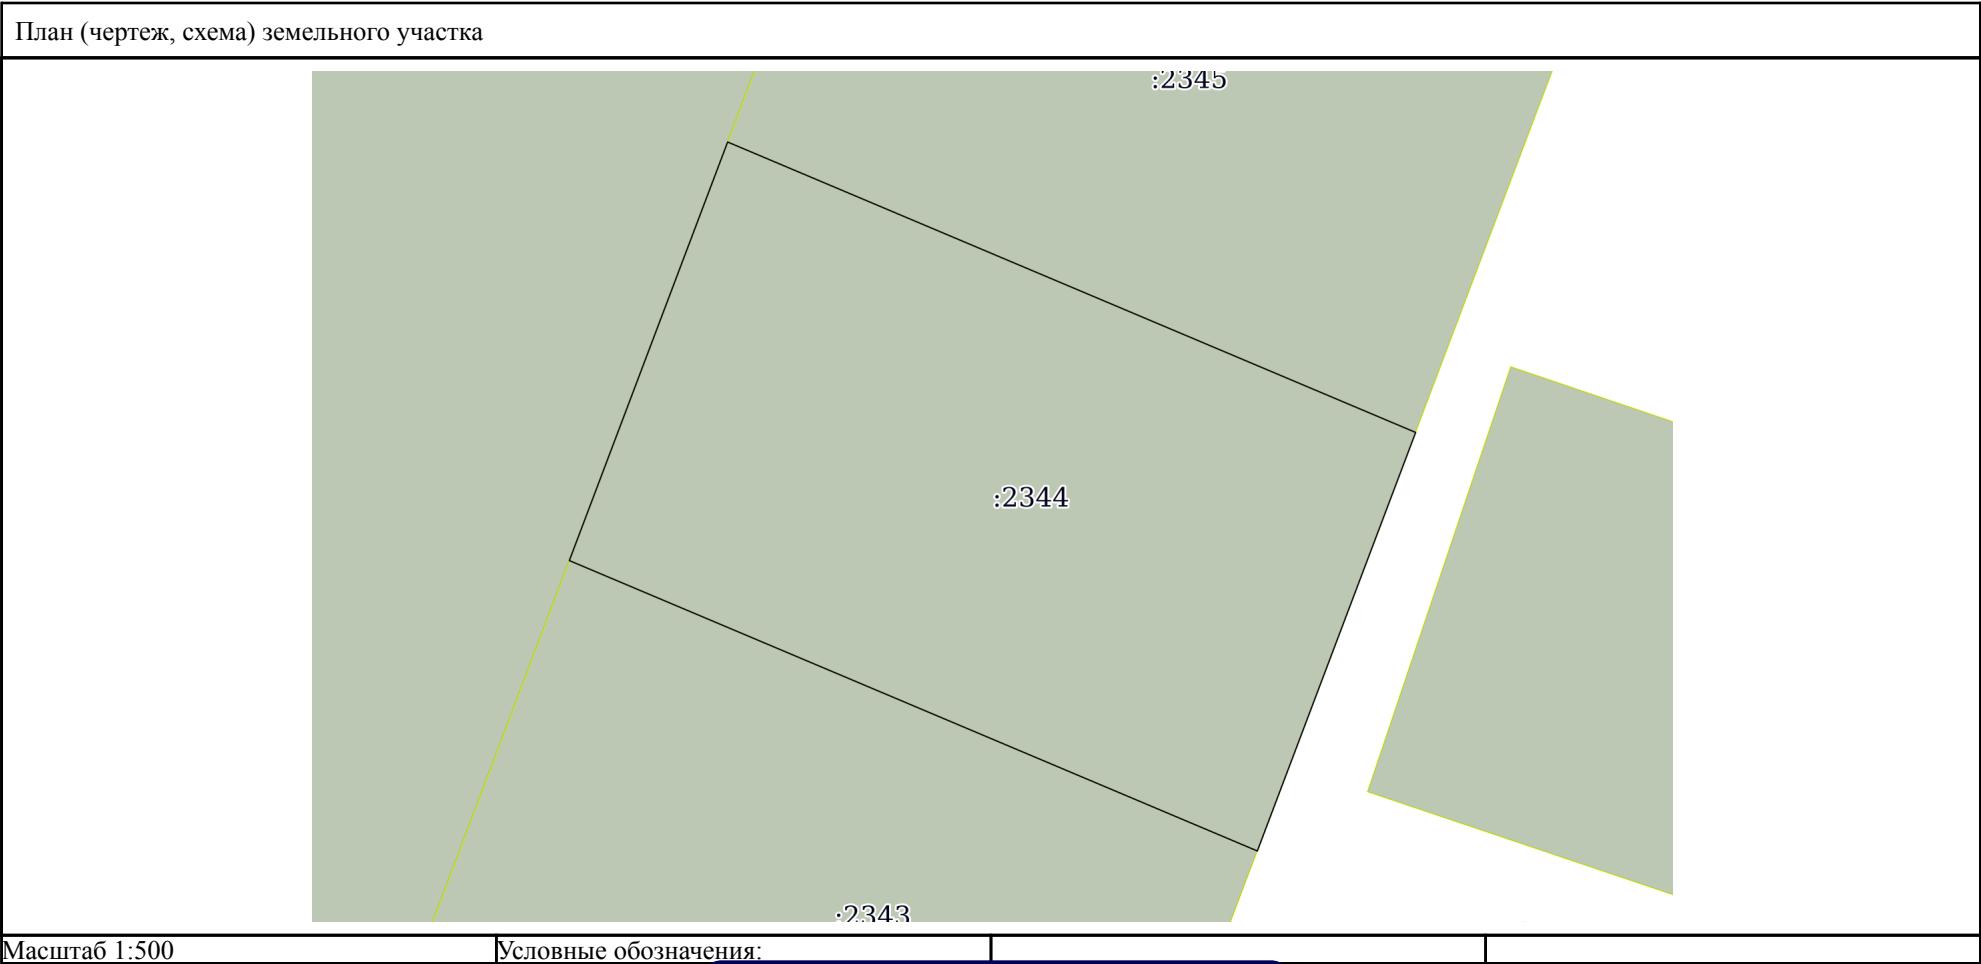 План (чертеж, схема) земельного участка
:2345
:2344
:2343
Масштаб 1:500
Условные обозначения: